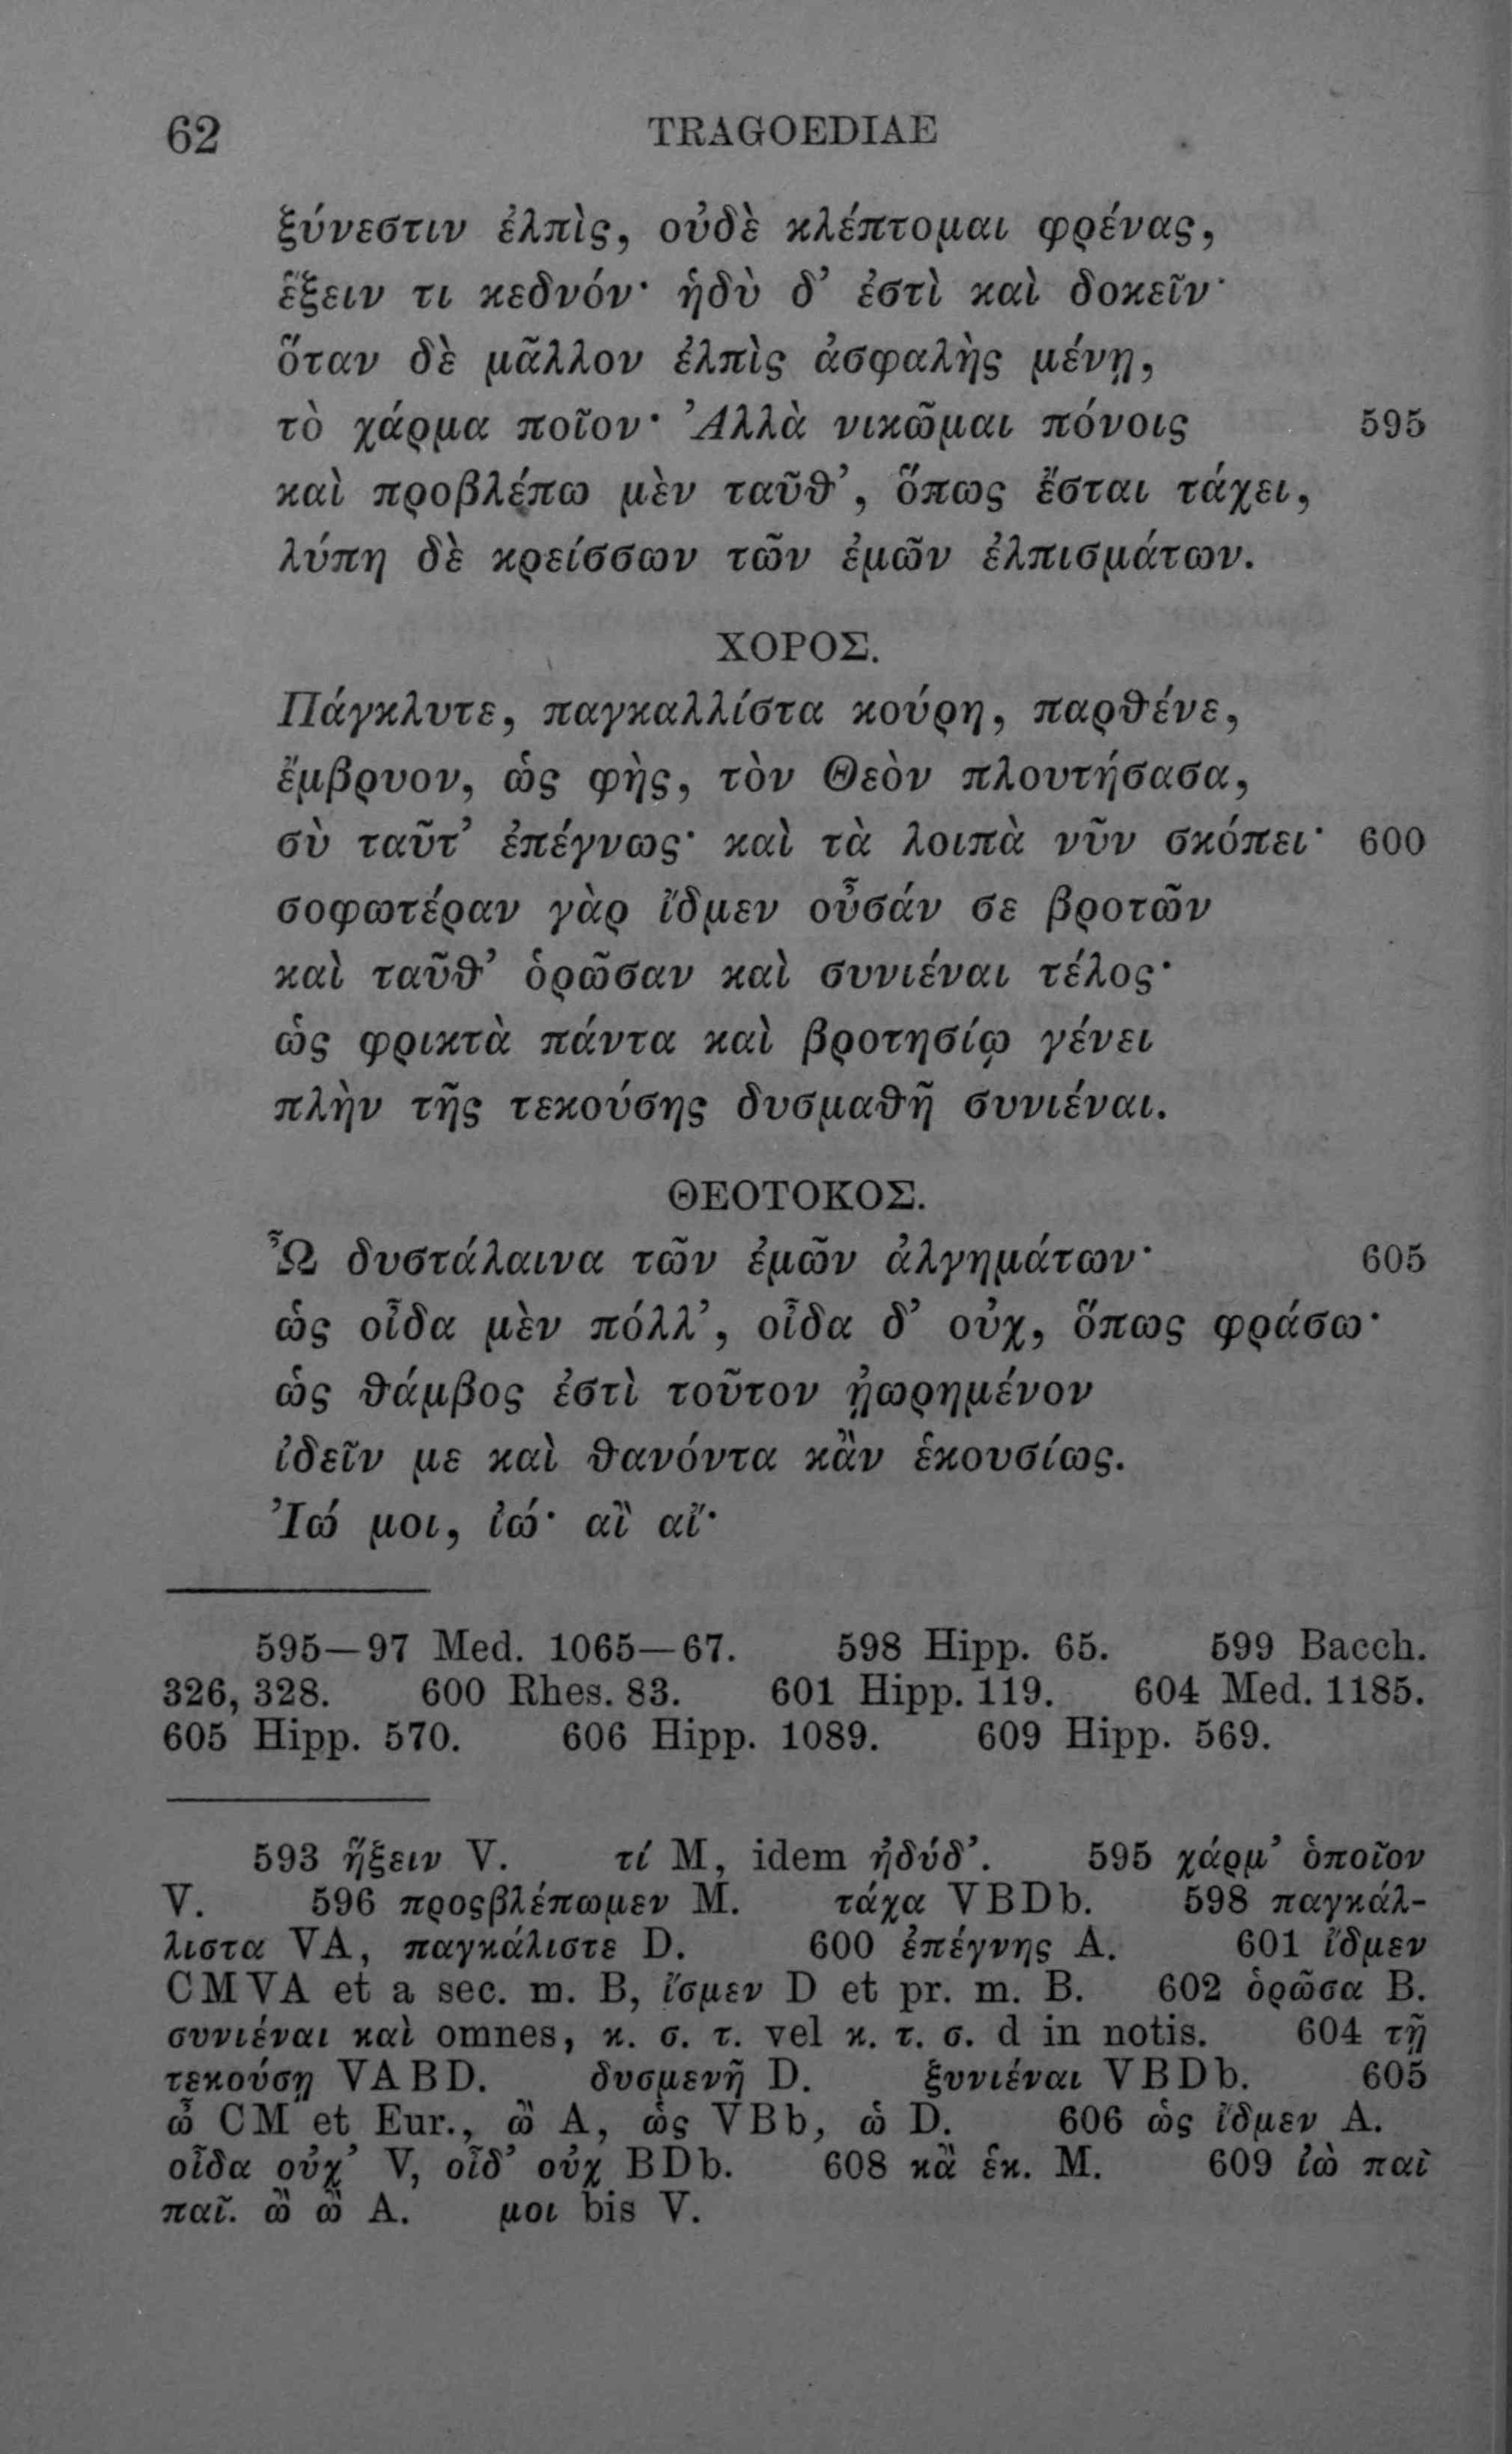 62 TRAGOEDIAE
ξύνεστιν ἐλπὶς, οὐδὲ κλέπτομαι φρένας,
ἕξειν τι κεδνόν· ἡδὺ δ’ ἐστὶ καὶ δοκεῖν·
ὅταν δὲ μᾶλλον ἐλπὶς ἀσφαλὴς μένῃ,
τὸ χάρμα ποῖον· Ἀλλὰ νικῶμαι πόνοις 595
καὶ προβλέπω μὲν ταῦθ’, ὅπως ἔσται τάχει,
λύπη δὲ κρείσσων τῶν ἐμῶν ἐλπισμάτων.
ΧΟΡΟΣ.
Πάγκλυτε, παγκαλλίστα κούρη, παρθένε,
ἔμβρυον, ὡς φὴς, τὸν Θεὸν πλουτήσασα,
σὺ ταῦτ’ ἐπέγνως· καὶ τὰ λοιπὰ νῦν σκόπει· 600
σοφωτέραν γὰρ ἴδμεν οὖσάν σε βροτῶν
καὶ ταῦθ’ ὁρῶσαν καὶ συνιέναι τέλος·
ὡς φρικτὰ πάντα καὶ βροτησίῳ γένει
πλὴν τῆς τεκούσης δυσμαθῆ συνιέναι.
ΘΕΟΤΟΚΟΣ.
Ὦ δυστάλαινα τῶν ἐμῶν ἀλγημάτων· 605
ὡς οἶδα μὲν πόλλ’, οἶδα δ’ οὐχ, ὅπως φράσω·
ὡς θάμβος ἐστὶ τοῦτον ᾐωρημένον
ἰδεῖν με καὶ θανόντα κἂν ἑκουσίως.
Ἰώ μοι, ἰώ· αἲ αἴ·
595—97 Med. 1065—67. 598 Hipp. 65. 599 Bacch.
326, 328. 600 Rhes. 83. 601 Hipp. 119. 604 Med. 1185.
605 Hipp. 570. 606 Hipp. 1089. 609 Hipp. 569.
593 ἥξειν V. τί M, idem ἡδύδ’. 595 χάρμ’ ὁποῖον
V. 596 προςβλέπωμεν M. τάχα VBDb. 598 παγκάλ-
λιστα VA, παγκάλιστε D. 600 ἐπέγνης A. 601 ἴδμεν
CMVA et a sec. m. B, ἴσμεν D et pr. m. B. 602 ὁρῶσα B.
συνιέναι καὶ omnes, κ. σ. τ. vel κ. τ. σ. d in notis. 604 τῇ
τεκούσῃ VABD. δυσμενῆ D. ξυνιέναι VBDb. 605
ὦ CM et Eur., ὢ A, ὡς VBb, ὡ D. 606 ὡς ἴδμεν A.
οἶδα οὐχ’ V, οἶδ’ οὐχ BDb. 608 κἂ ἑκ. M. 609 ἰὼ παῖ
παῖ. ὢ ὢ A. μοι bis V.